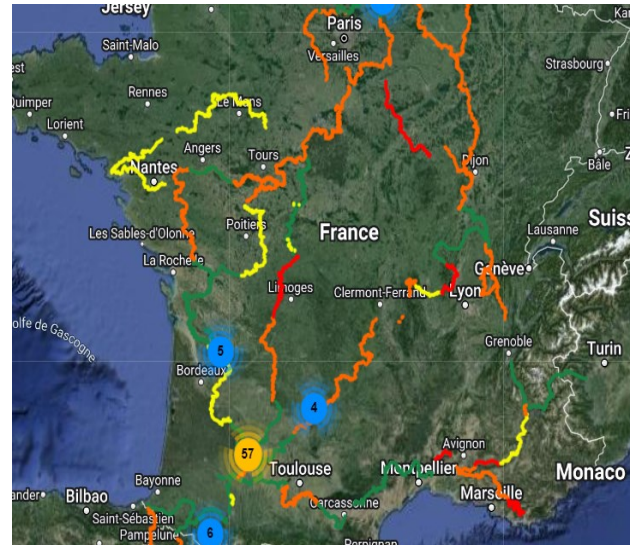 Jersey
Paris
Versailles
Saint-Malo
Strasbourg
Quimper
Rennes
Le Mans
Lorient
Angers
Tours
Dijon
Bâle
Nantes
Poitiers
Les Sables-d'Olonne
France
Suiss
Lausanne
La Rochelle
Genève
Limoges
Clermont-Ferrand
Lyon
Golfe de Gascogne
Grenoble
Turin
5
Bordeaux
4
57
Avignon
Toulouse
Montpellier
Monaco
Bayonne
Marseille
Bilbao
Saint-Sébastien
Carcassonne
Pampelune
6
Perpignan